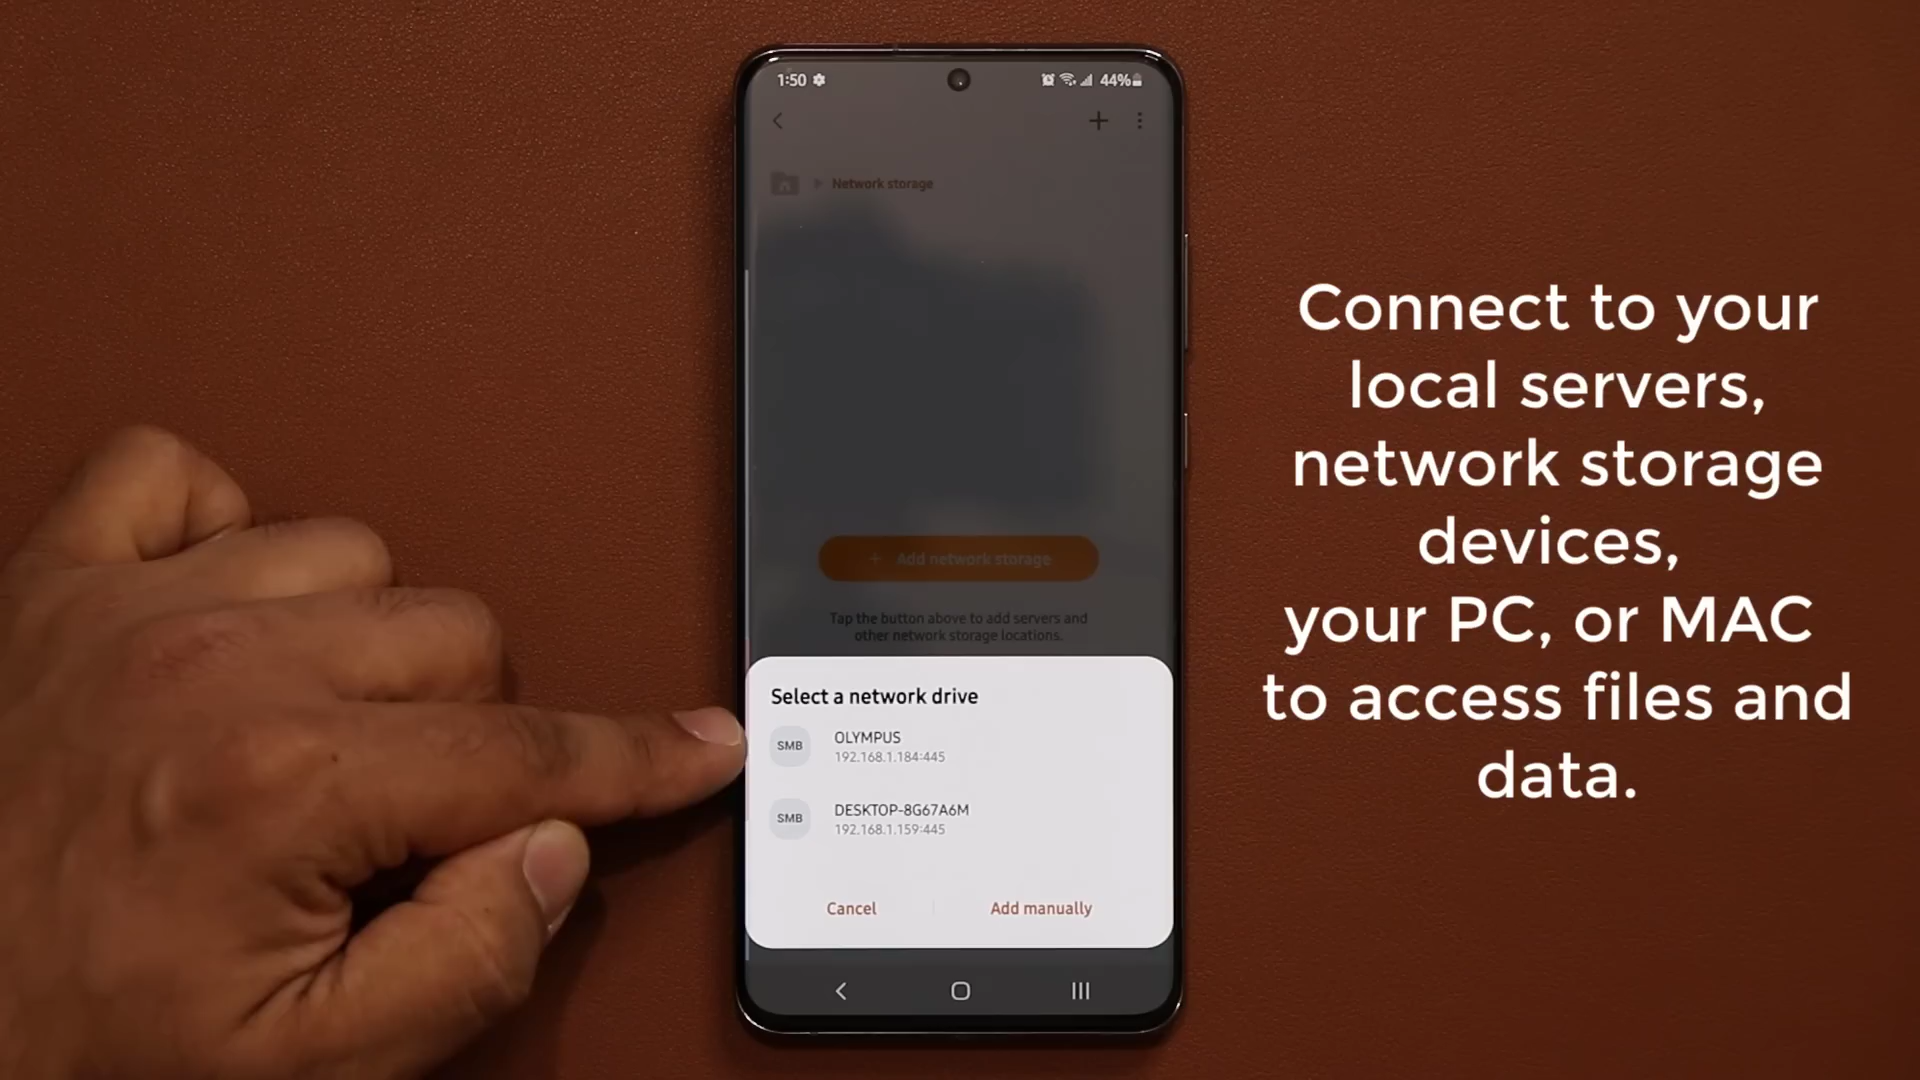 1:50
44%
Network storage
+ Add network storage
Tap the button above to add servers and
other network storage locations.
Select a network drive
SMB
OLYMPUS
192.168.1.184:445
SMB
DESKTOP-8G67A6M
192.168.1.159:445
Cancel
Add manually
Connect to your
local servers,
network storage
devices,
your PC, or MAC
to access files and
data.